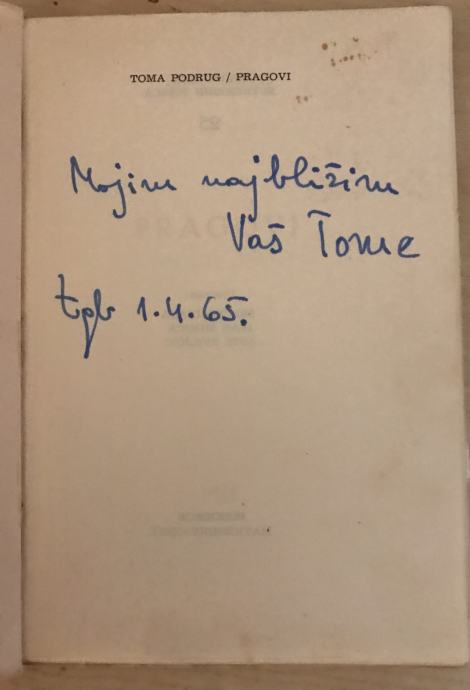 TOMA PODRUG / PRAGOVI
Mojim najbližim
Vaš Tome
Zgb 1.4.65.